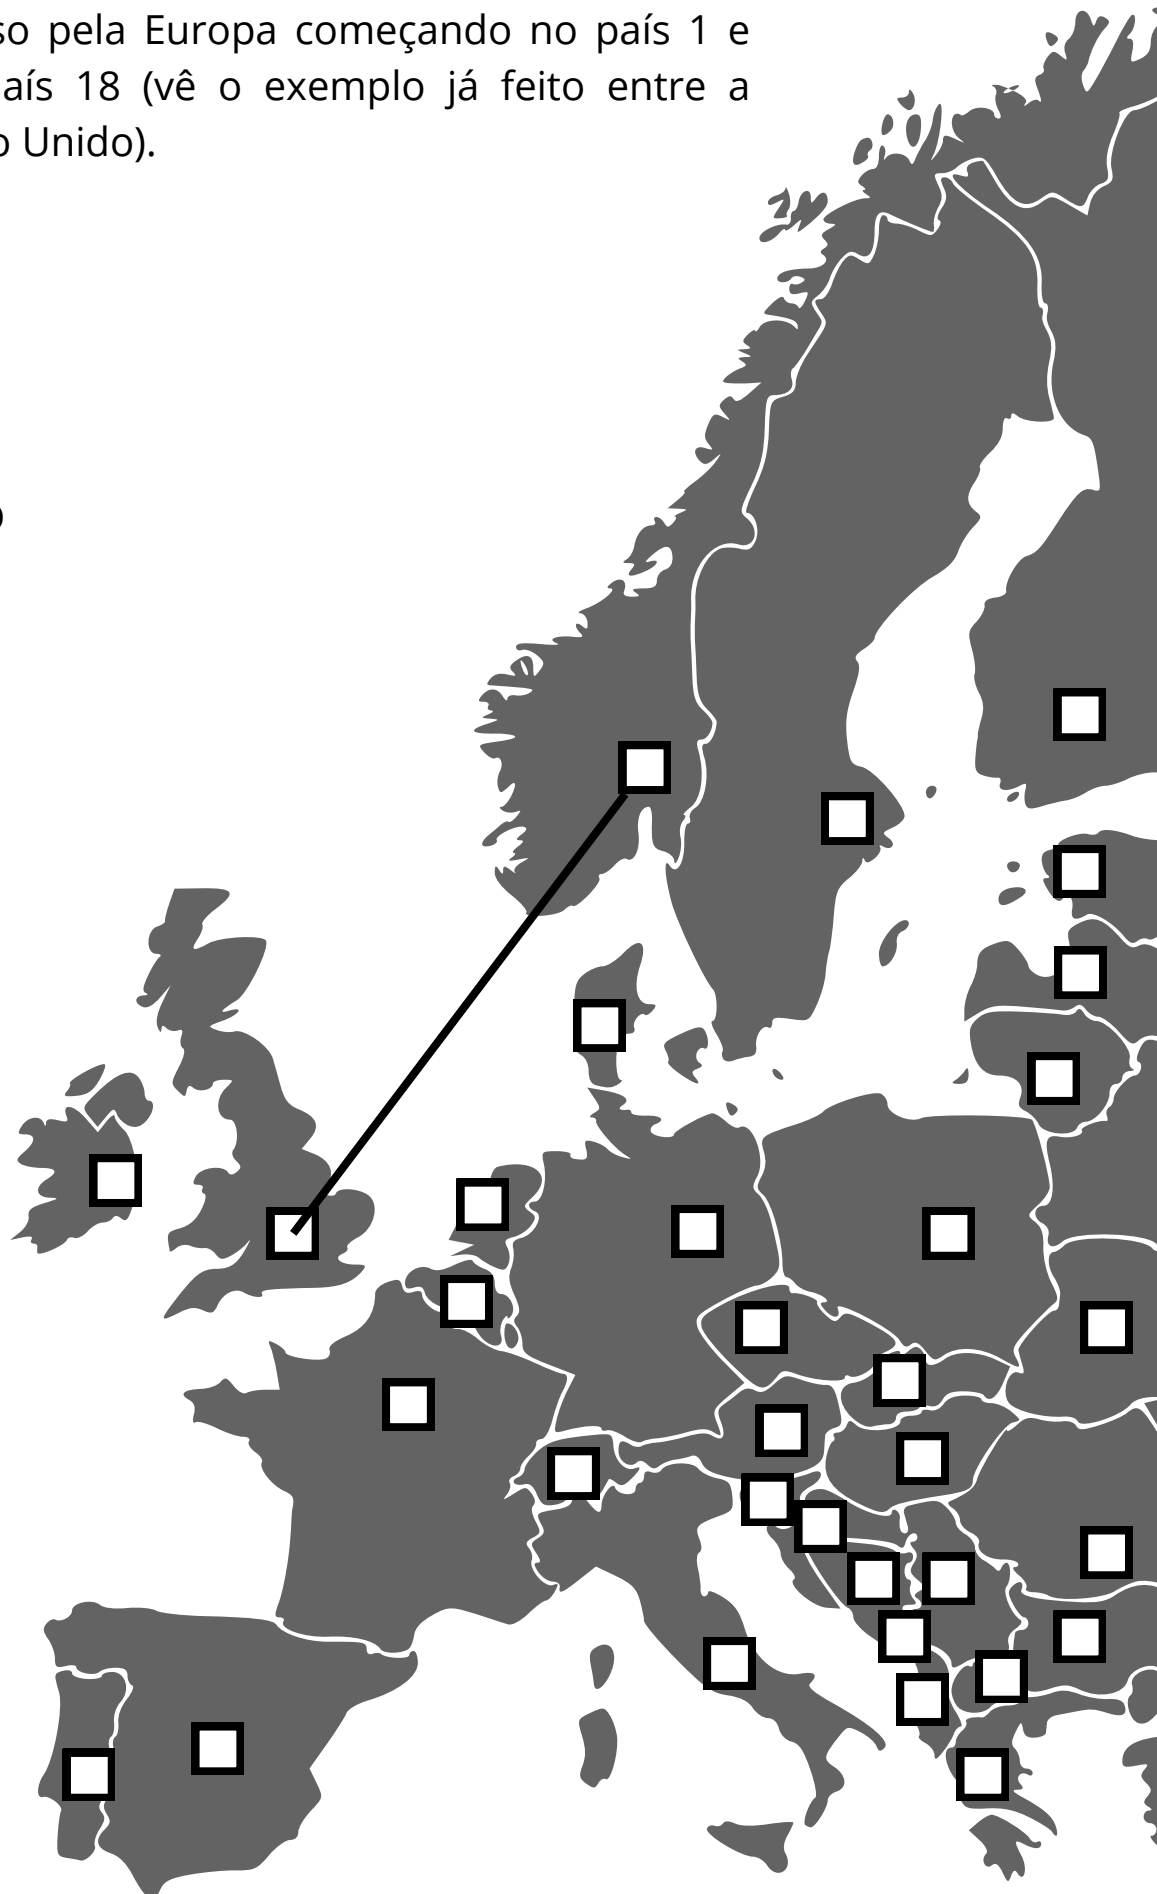 so pela Europa começando no país 1 e
aís 18 (vê o exemplo já feito entre a
o Unido).
o